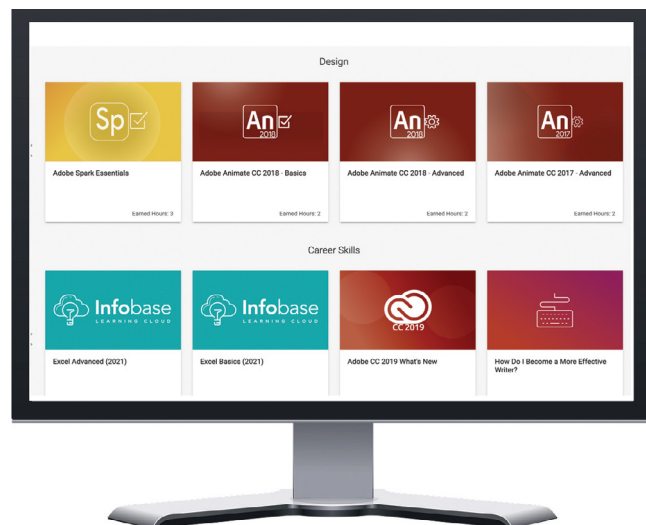 Design
Sp
An
2018
An
2018
An
2017
Adobe Spark Essentials
Adobe Animate CC 2018 - Basics
Adobe Animate CC 2018 - Advanced
Adobe Animate CC 2017 - Advanced
Earned Hours: 3
Earned Hours: 2
Earned Hours: 2
Earned Hours: 2
Career Skills
Infobase
LEARNING CLOUD
Infobase
LEARNING CLOUD
CC 2019
Excel Advanced (2021)
Excel Basics (2021)
Adobe CC 2019 What's New
How Do I Become a More Effective
Writer?